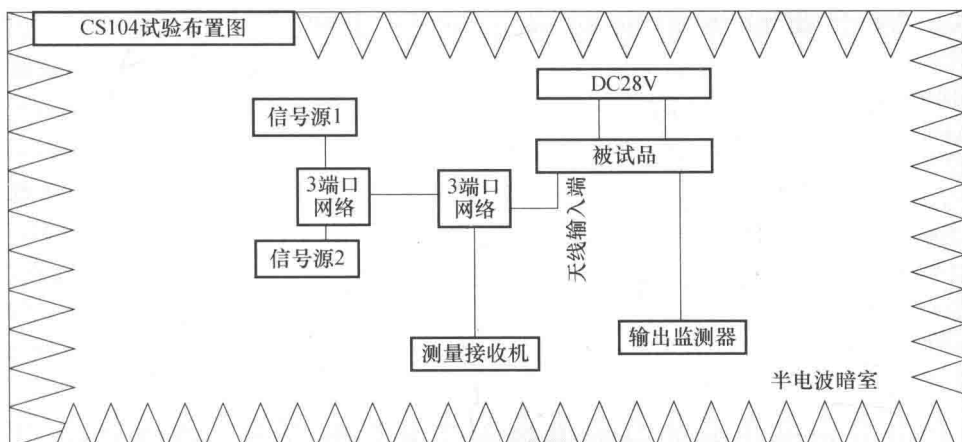 CS104试验布置图
DC28V
信号源1
被试品
3端口
网络
3端口
网络
天线输入端
信号源2
输出监测器
测量接收机
半电波暗室